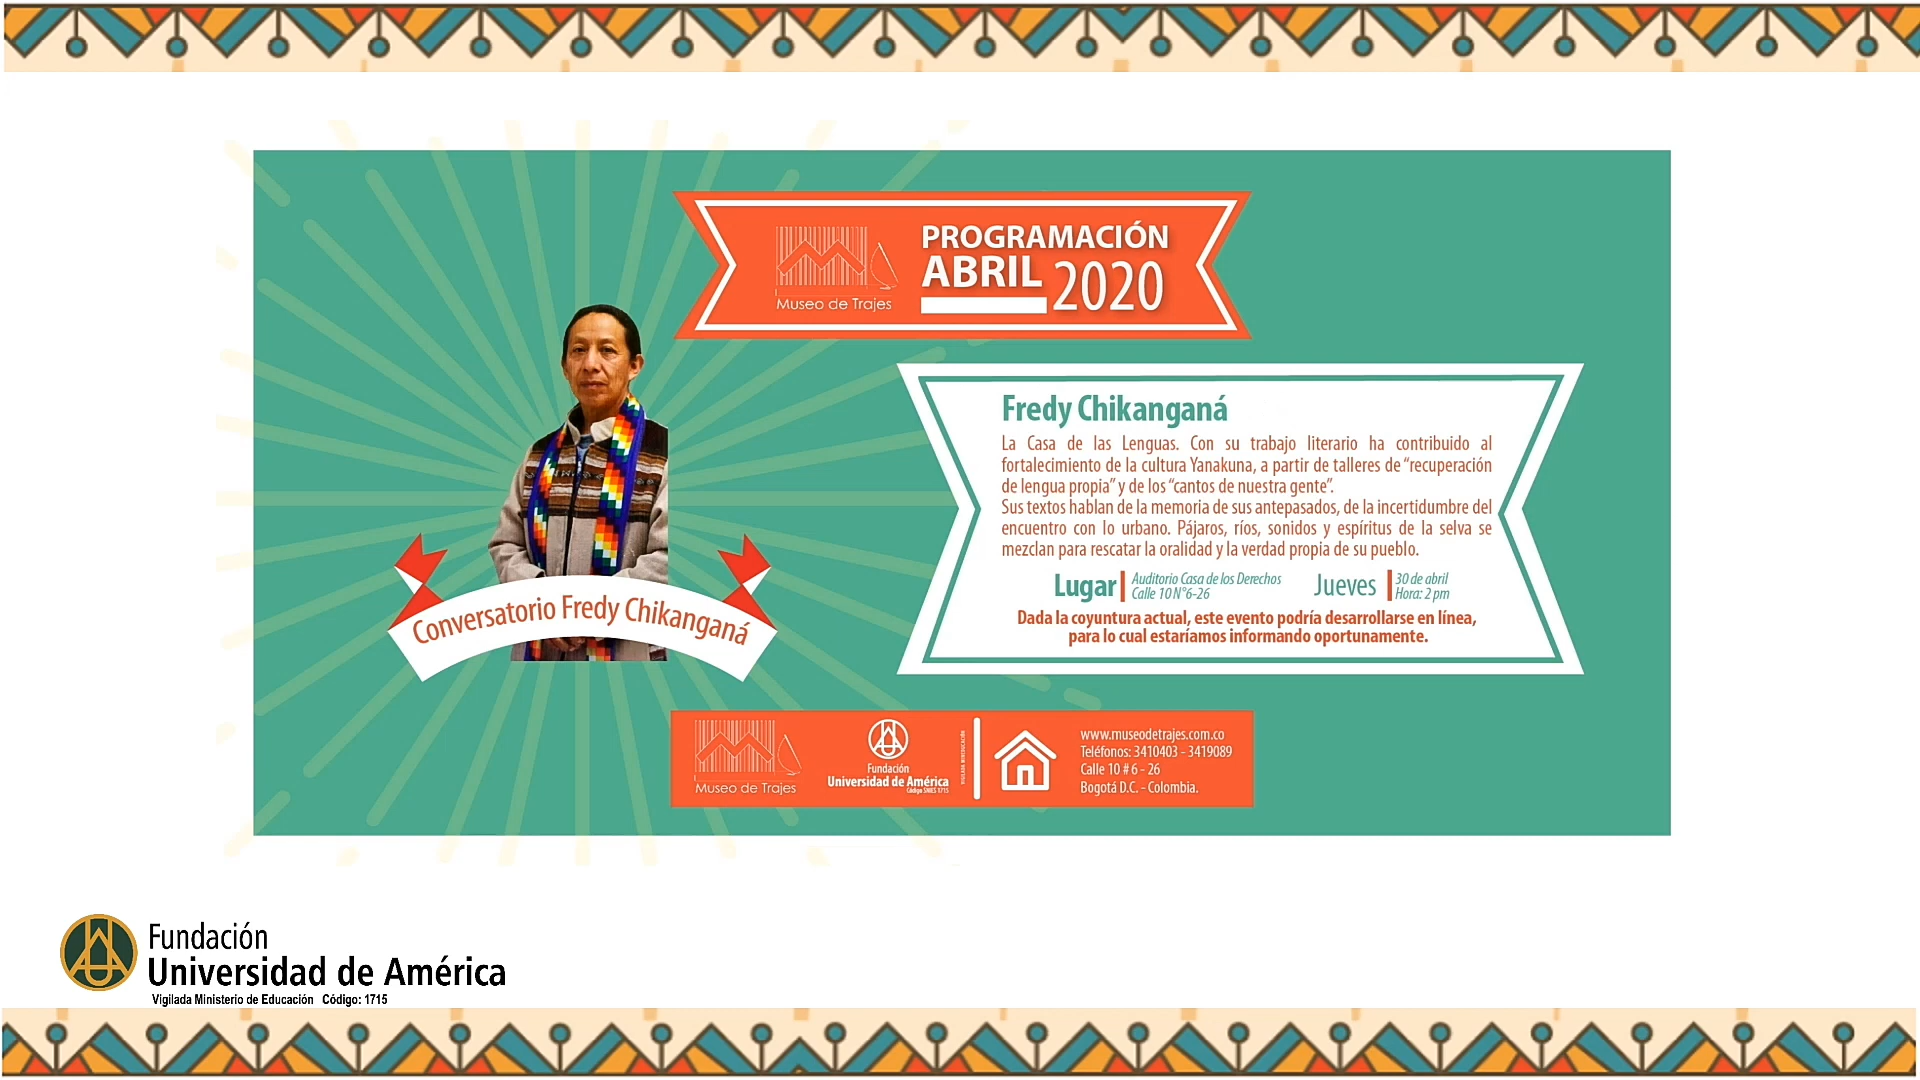 PROGRAMACIÓN
ABRIL 2020
Museo de Trajes
Fredy Chikanganá
La Casa de las Lenguas. Con su trabajo literario ha contribuido al
fortalecimiento de la cultura Yanakuna, a partir de talleres de “recuperación
de lengua propia” y de los “cantos de nuestra gente”.
Sus textos hablan de la memoria de sus antepasados, de la incertidumbre del
encuentro con lo urbano. Pájaros, ríos, sonidos y espíritus de la selva se
mezclan para rescatar la oralidad y la verdad propia de su pueblo.
Lugar Auditorio Casa de los Derechos
Calle 10 N°6-26
Jueves 30 de abril
Hora: 2 pm
Dada la coyuntura actual, este evento podría desarrollarse en línea,
para lo cual estaríamos informando oportunamente.
Conversatorio Fredy Chikanganá
Museo de Trajes
Fundación
Universidad de América
Código SNIES 1715
VIGILADA MINEDUCACIÓN
www.museodetrajes.com.co
Teléfonos: 3410403 - 3419089
Calle 10 # 6 - 26
Bogotá D.C. - Colombia.
Fundación
Universidad de América
Vigilada Ministerio de Educación Código: 1715